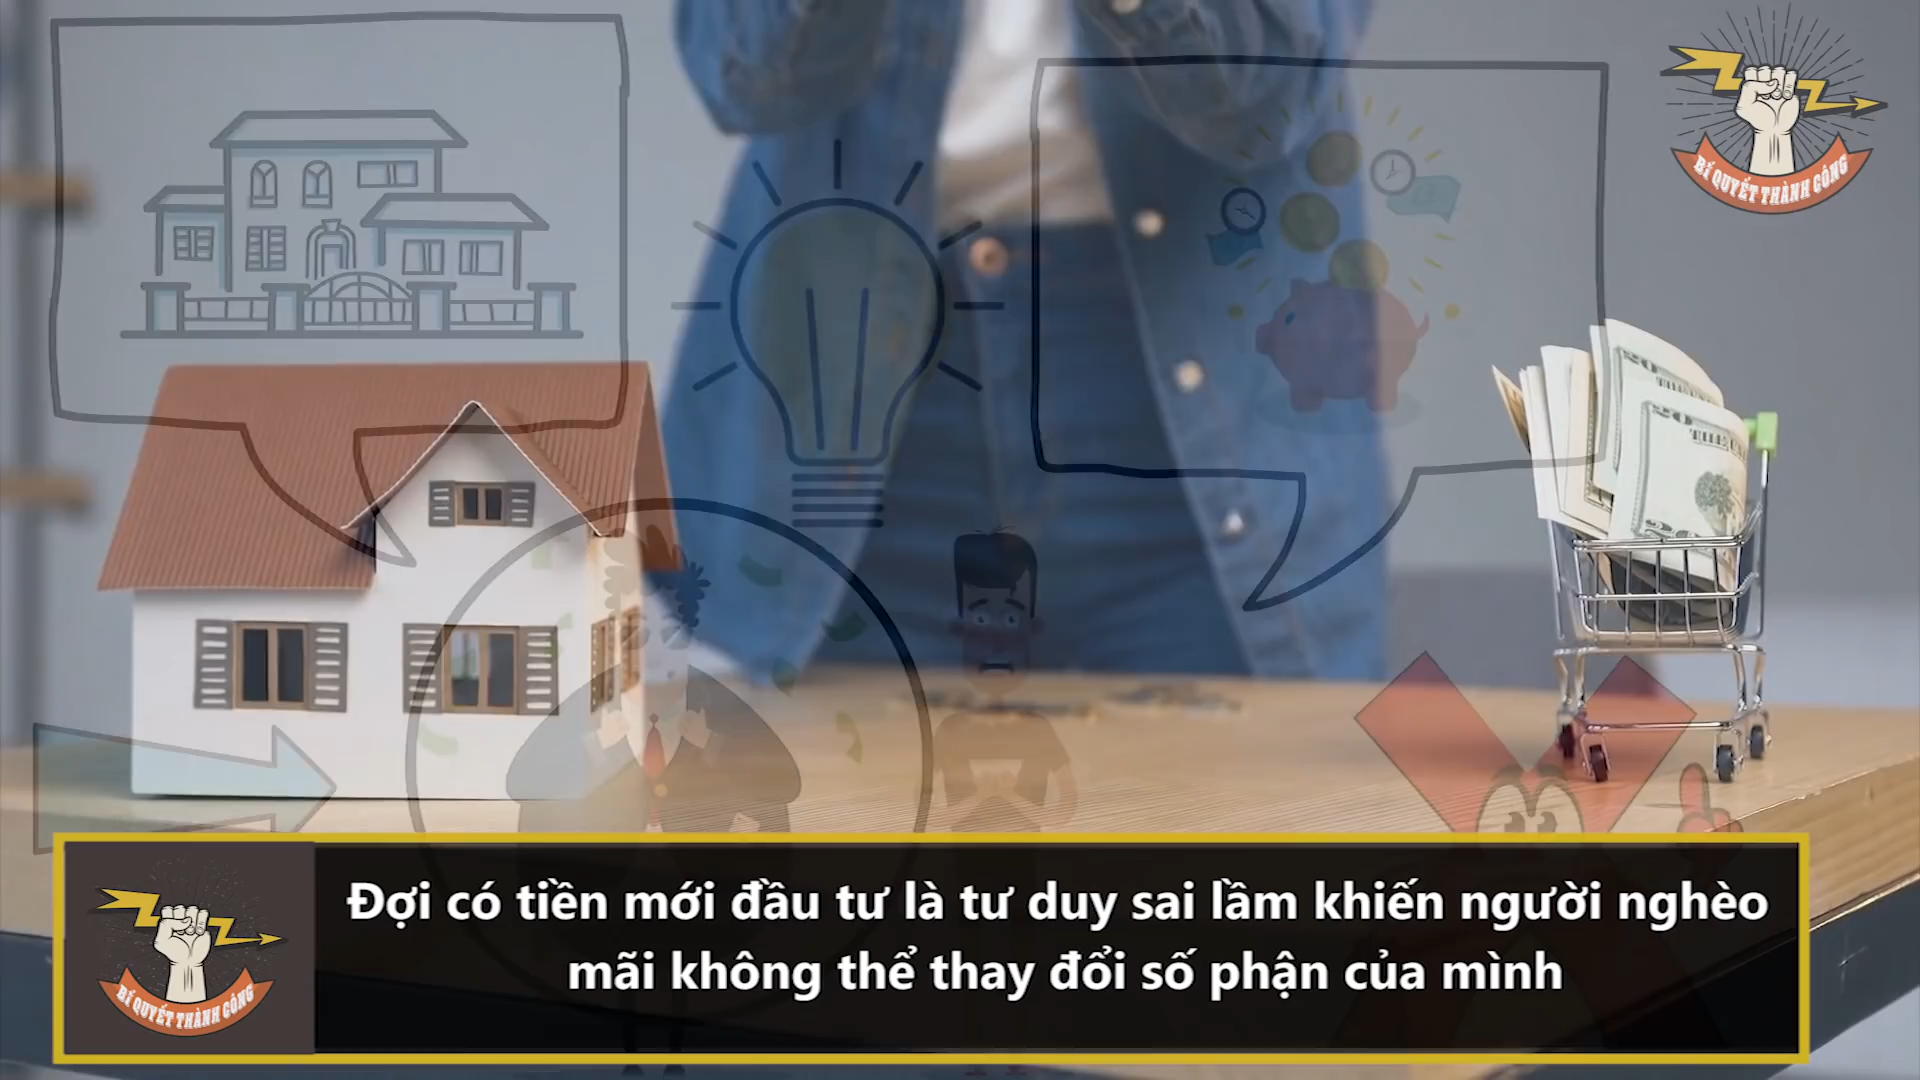 BÍ QUYẾT THÀNH CÔNG
Đợi có tiền mới đầu tư là tư duy sai lầm khiến người nghèo
mãi không thể thay đổi số phận của mình
BÍ QUYẾT THÀNH CÔNG